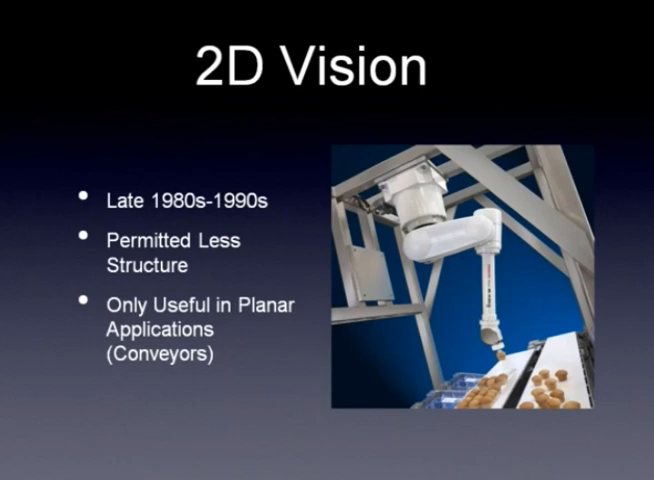 2D Vision
• Late 1980s-1990s
• Permitted Less
Structure
• Only Useful in Planar
Applications
(Conveyors)